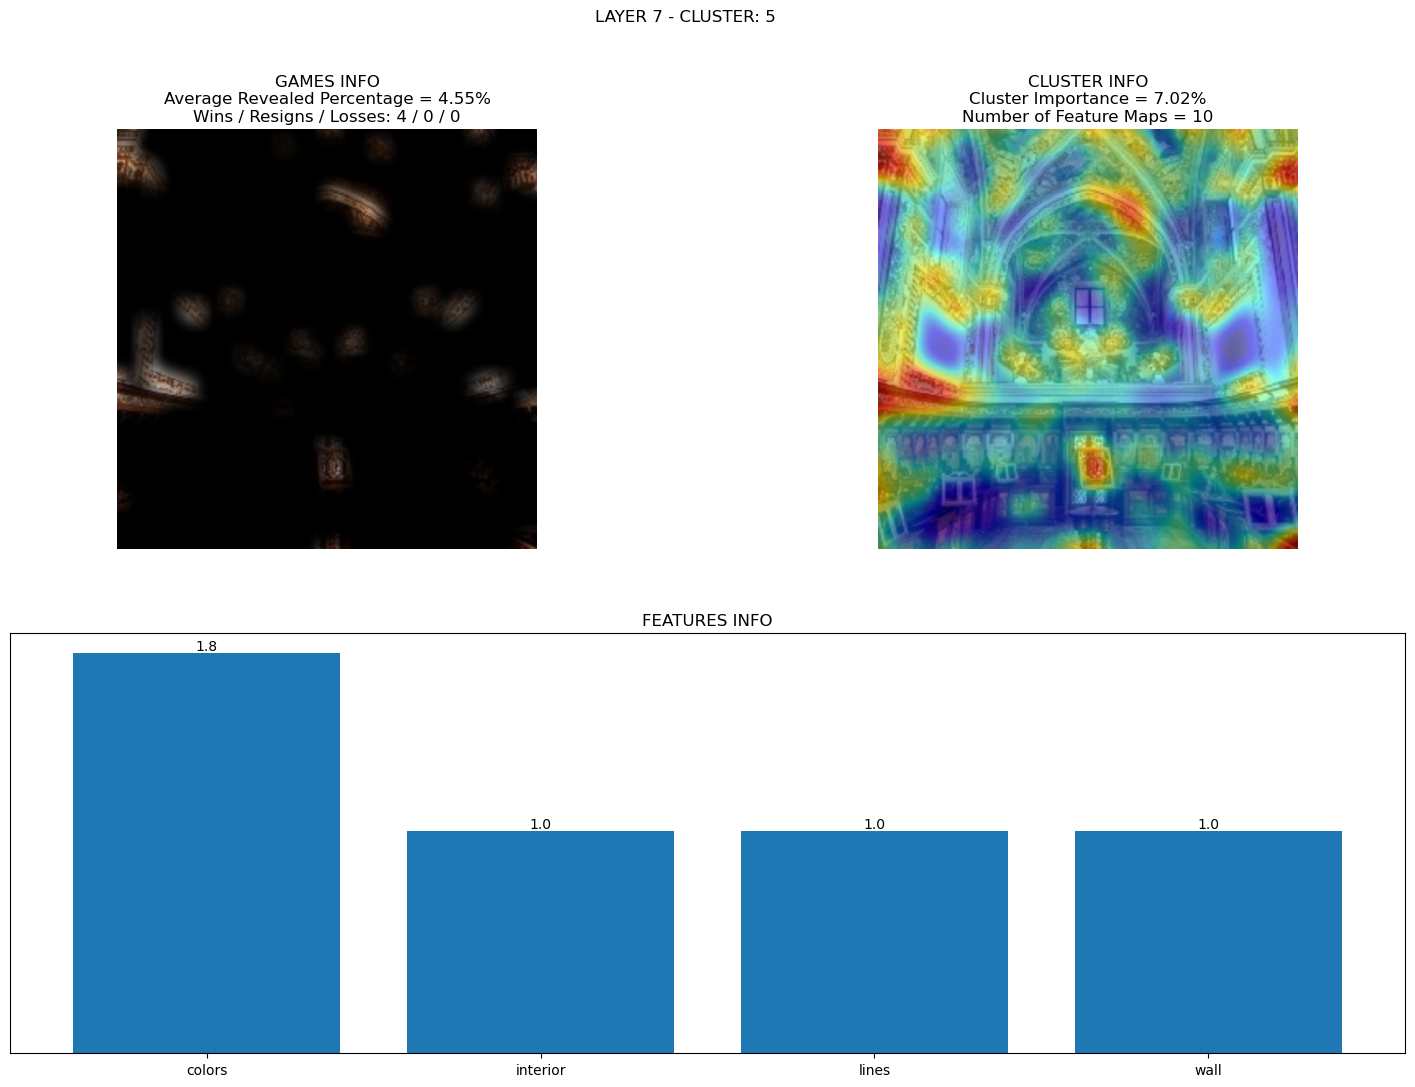 LAYER 7 - CLUSTER: 5
GAMES INFO
Average Revealed Percentage = 4.55%
Wins / Resigns / Losses: 4 / 0 / 0
CLUSTER INFO
Cluster Importance = 7.02%
Number of Feature Maps = 10
FEATURES INFO
1.8
1.0
1.0
1.0
colors
interior
lines
wall